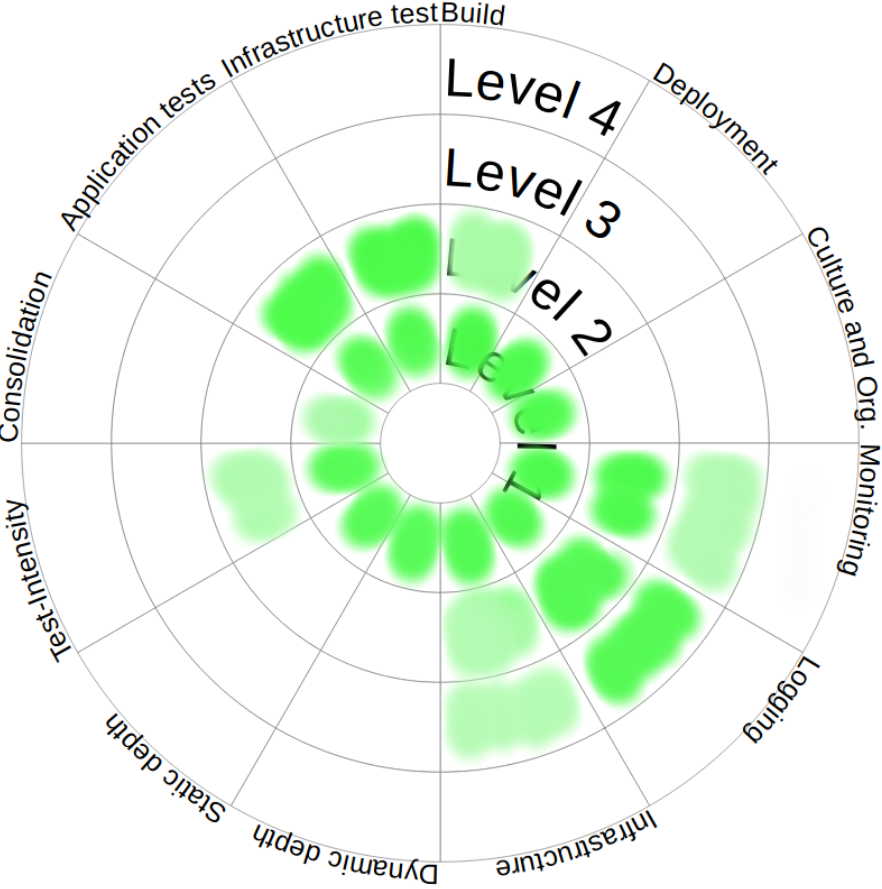 Build
Deployment
Culture and Org.
Monitoring
Logging
Infrastructure
Dynamic depth
Static depth
Test-Intensity
Consolidation
Application tests
Infrastructure test
Level 4
Level 3
Level 2
Level 1